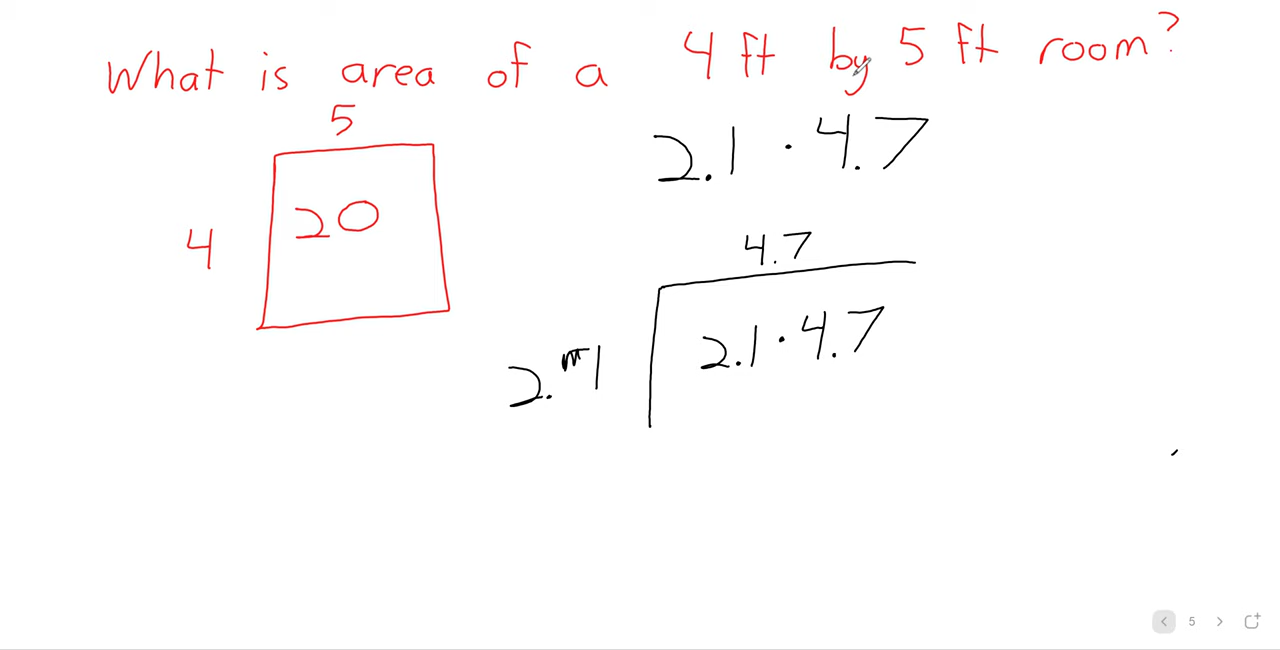 What is area of a 4 ft by 5 ft room?
5
4
20
2.1 · 4.7
4.7
2.1
2.1 · 4.7
5